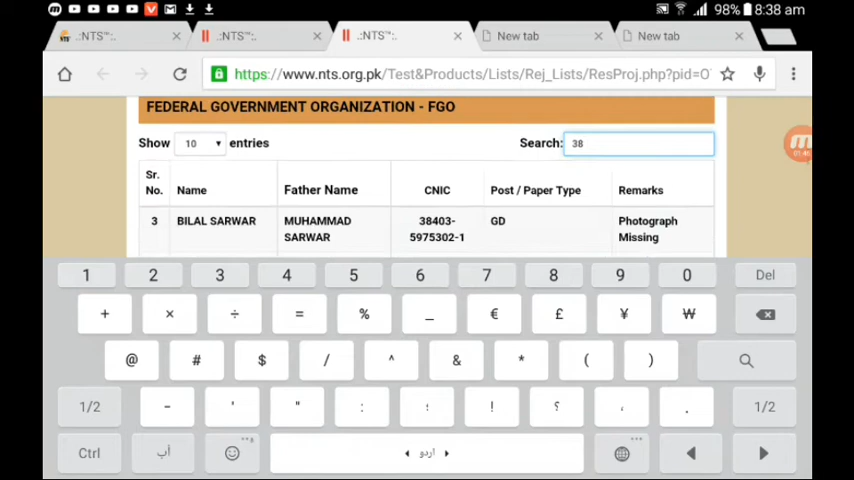 98% 8:38 am
.:NTS™:.
.:NTS™:.
.:NTS™:.
New tab
New tab
https://www.nts.org.pk/Test&Products/Lists/Rej_Lists/ResProj.php?pid=O
FEDERAL GOVERNMENT ORGANIZATION - FGO
Show 10 entries Search: 38
Sr. No. Name Father Name CNIC Post / Paper Type Remarks
3 BILAL SARWAR MUHAMMAD SARWAR 38403-5975302-1 GD Photograph Missing
1 2 3 4 5 6 7 8 9 0 Del
+ × ÷ = % _ € £ ¥ ₩
@ # $ / ^ & * ( )
1/2 - ' " : ؛ ! ؟ ، . 1/2
Ctrl اردو